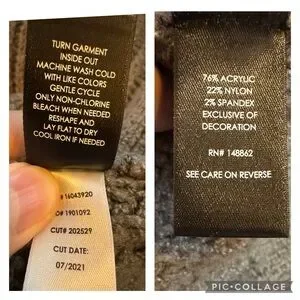 TURN GARMENT
INSIDE OUT
MACHINE WASH COLD
WITH LIKE COLORS
GENTLE CYCLE
ONLY NON-CHLORINE
BLEACH WHEN NEEDED
RESHAPE AND
LAY FLAT TO DRY
COOL IRON IF NEEDED
# 16043920
O# 1901092
CUT# 202529
CUT DATE:
07/2021
76% ACRYLIC
22% NYLON
2% SPANDEX
EXCLUSIVE OF
DECORATION
RN# 148862
SEE CARE ON REVERSE
PIC•COLLAGE